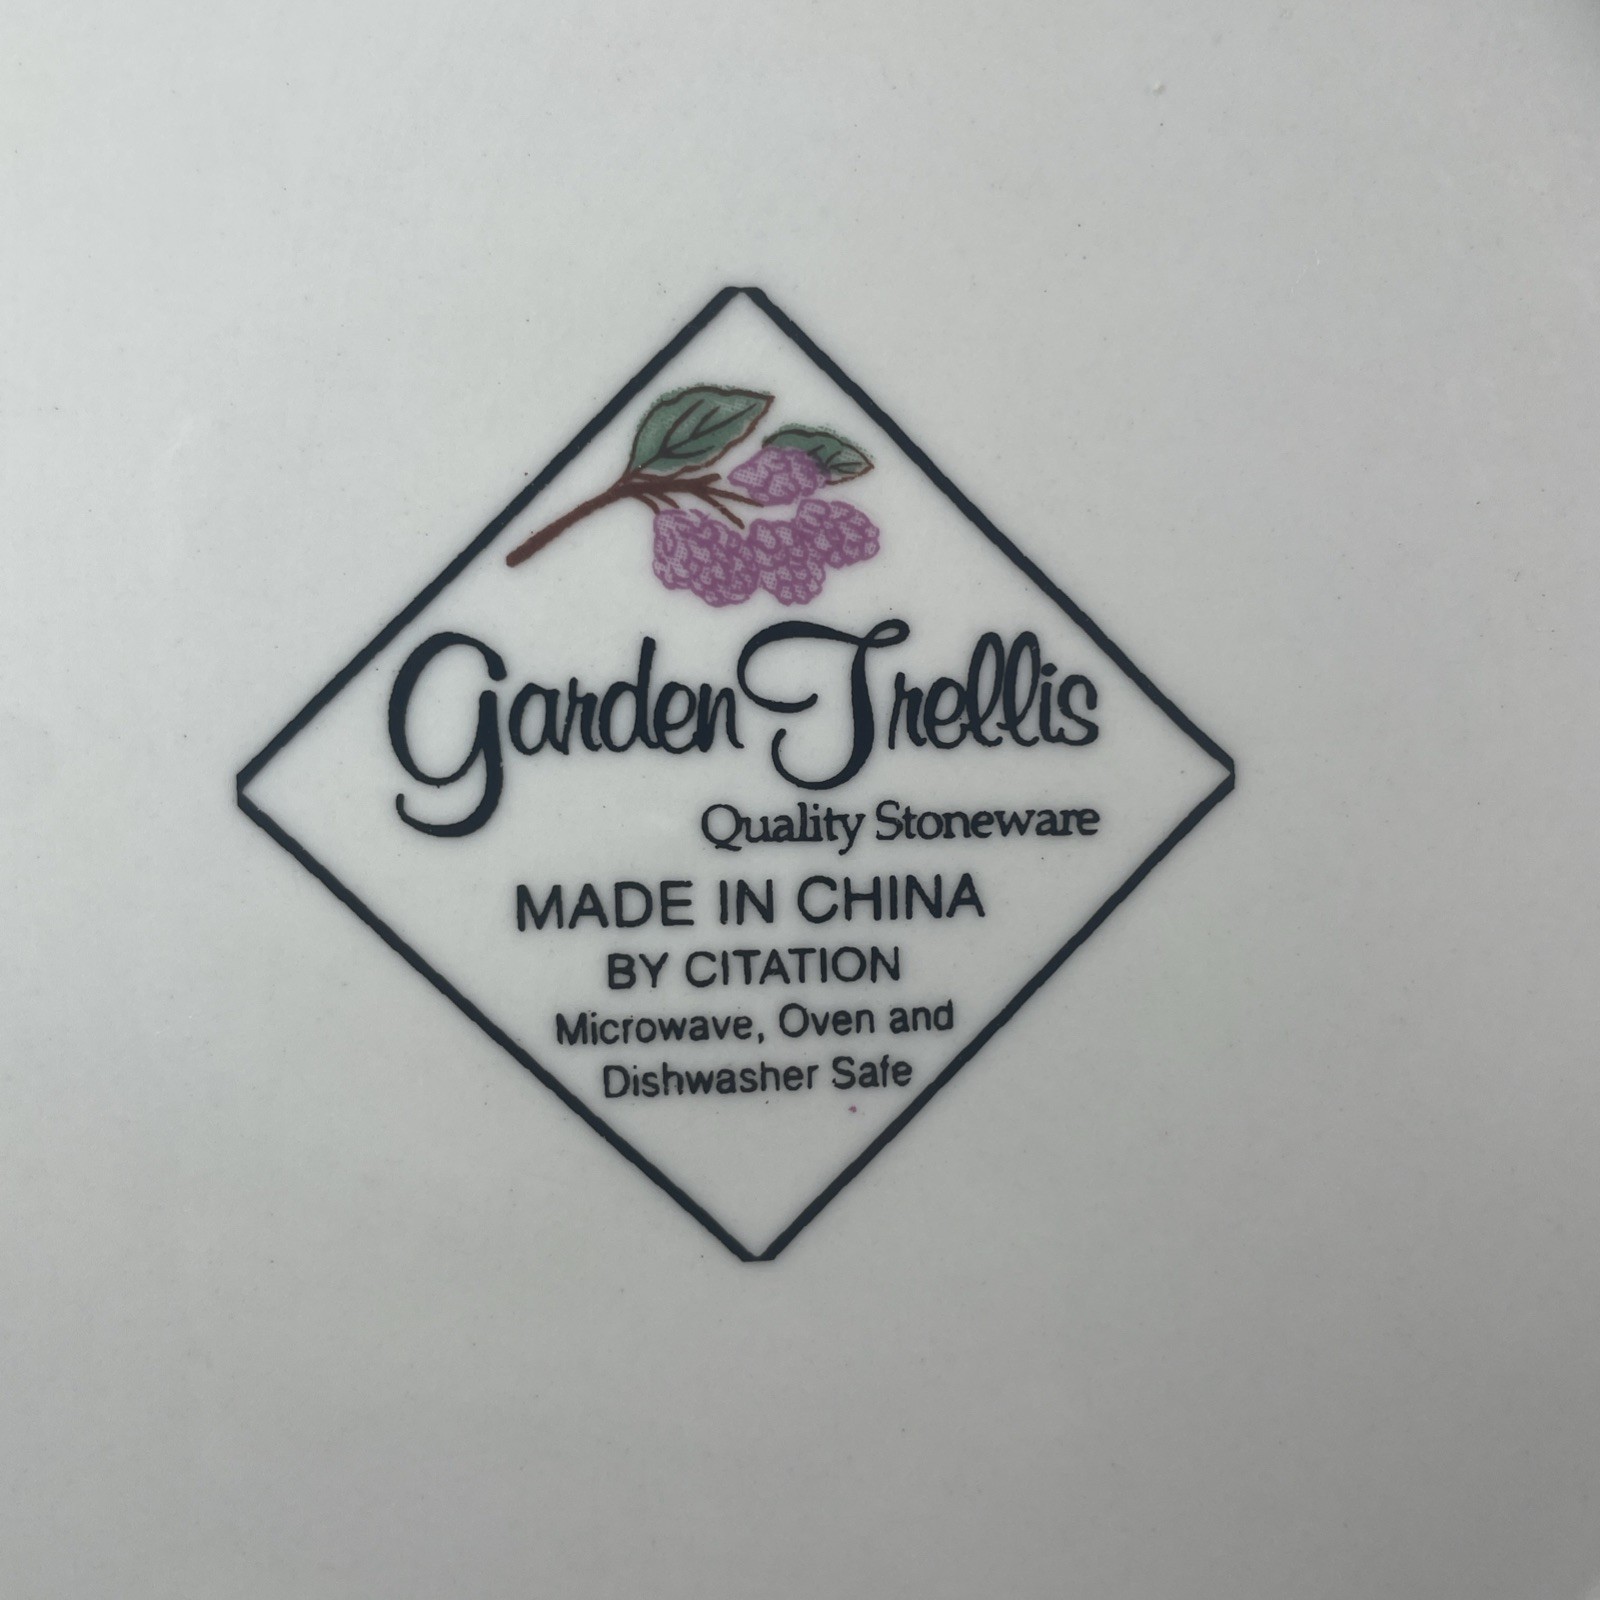 Garden Trellis
Quality Stoneware
MADE IN CHINA
BY CITATION
Microwave, Oven and
Dishwasher Safe